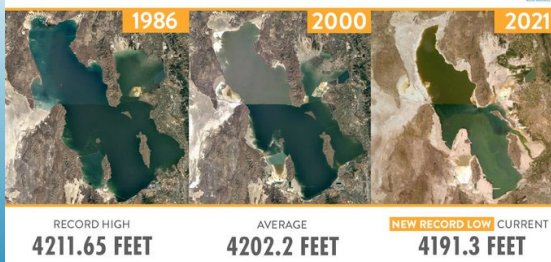 1986
2000
2021
RECORD HIGH
4211.65 FEET
AVERAGE
4202.2 FEET
NEW RECORD LOW CURRENT
4191.3 FEET